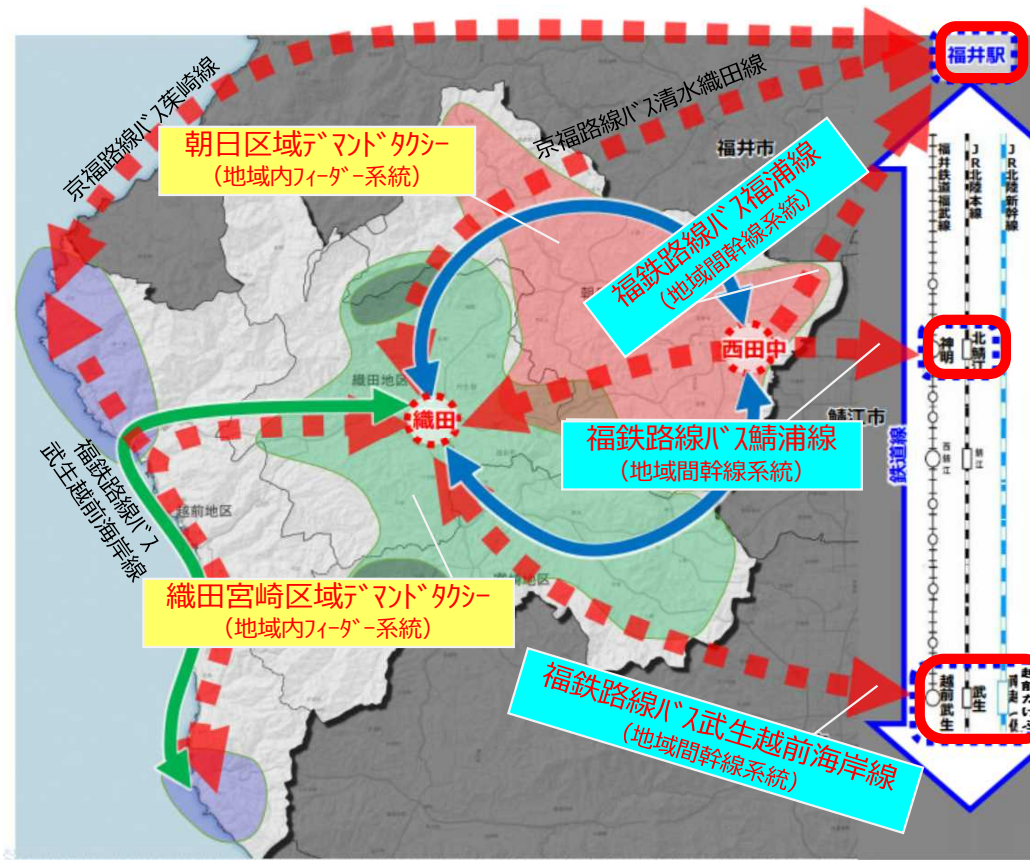 福井駅
京福路線バス茱崎線
京福路線バス清水織田線
朝日区域デマンドタクシー
(地域内フィーダー系統)
福井市
福鉄路線バス福浦線
(地域間幹線系統)
福井鉄道福武線
JR北陸本線
JR北陸新幹線
神明
北鯖江
西田中
織田地区
織田
鯖江市
福鉄路線バス鯖浦線
(地域間幹線系統)
鉄道線
西鯖江
鯖江
福鉄路線バス
武生越前海岸線
越前地区
織田宮崎区域デマンドタクシー
(地域内フィーダー系統)
福鉄路線バス武生越前海岸線
(地域間幹線系統)
越前武生
武生